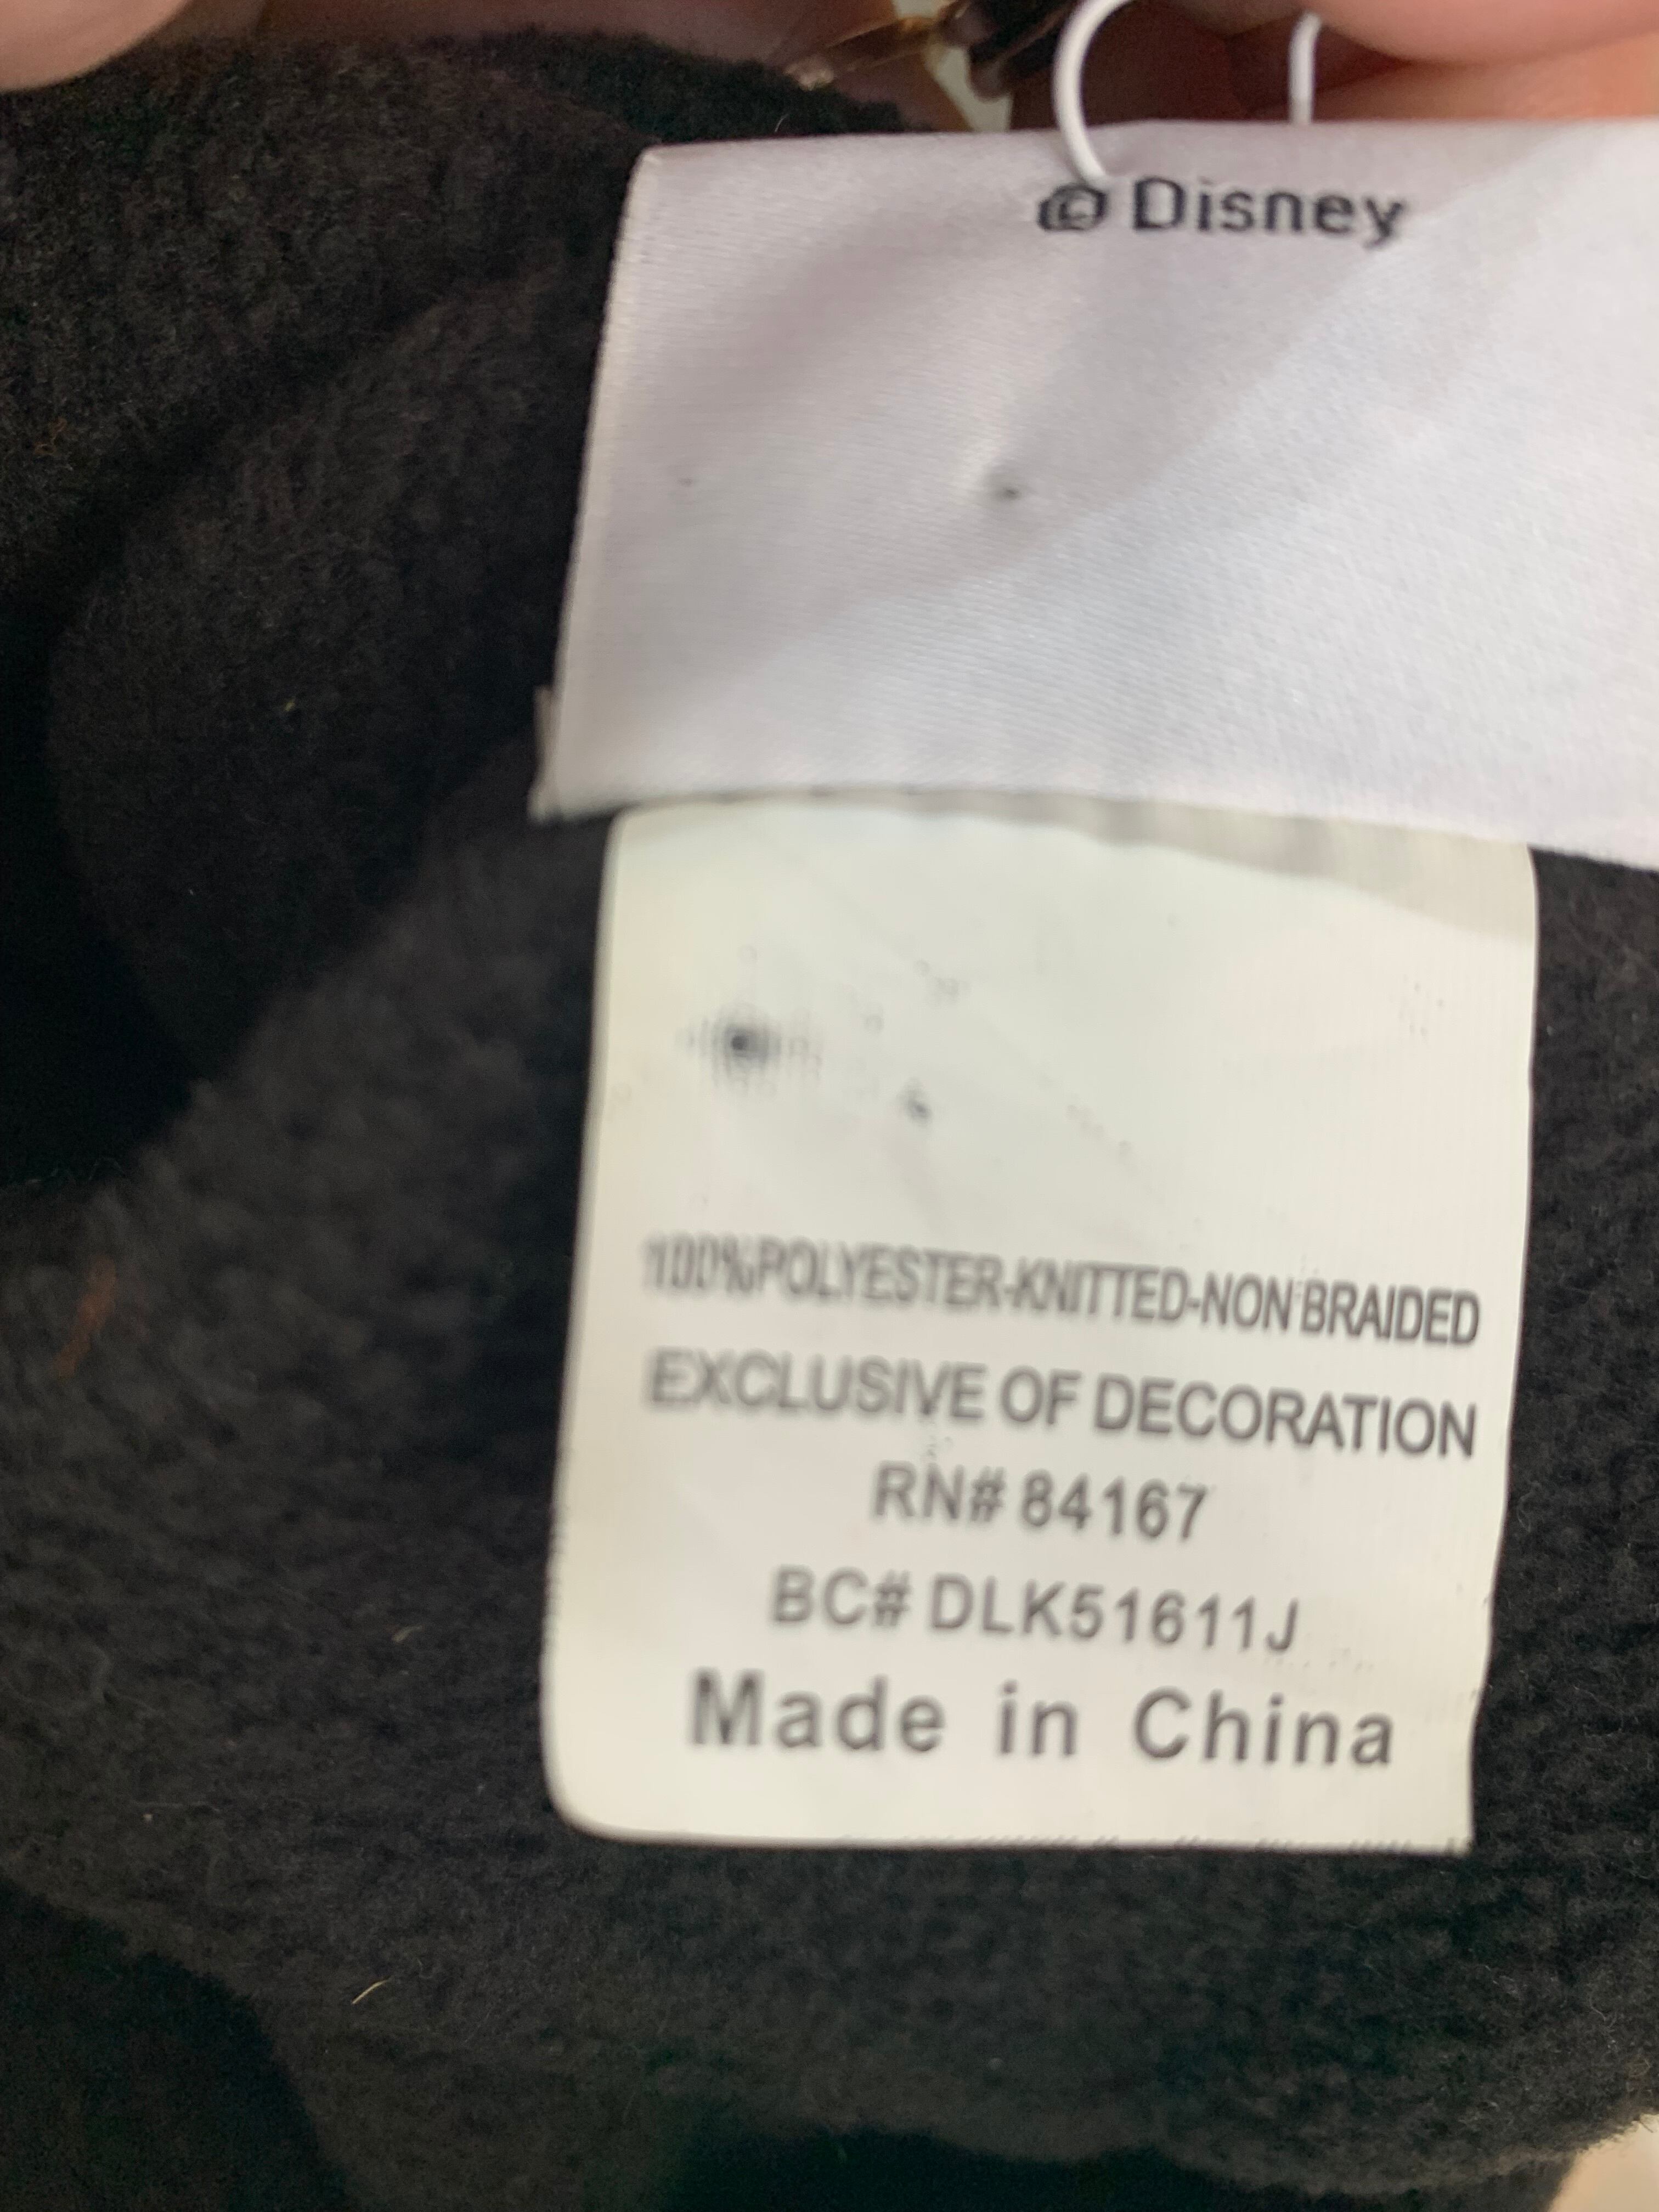 © Disney
100%POLYESTER-KNITTED-NON BRAIDED
EXCLUSIVE OF DECORATION
RN# 84167
BC# DLK51611J
Made in China